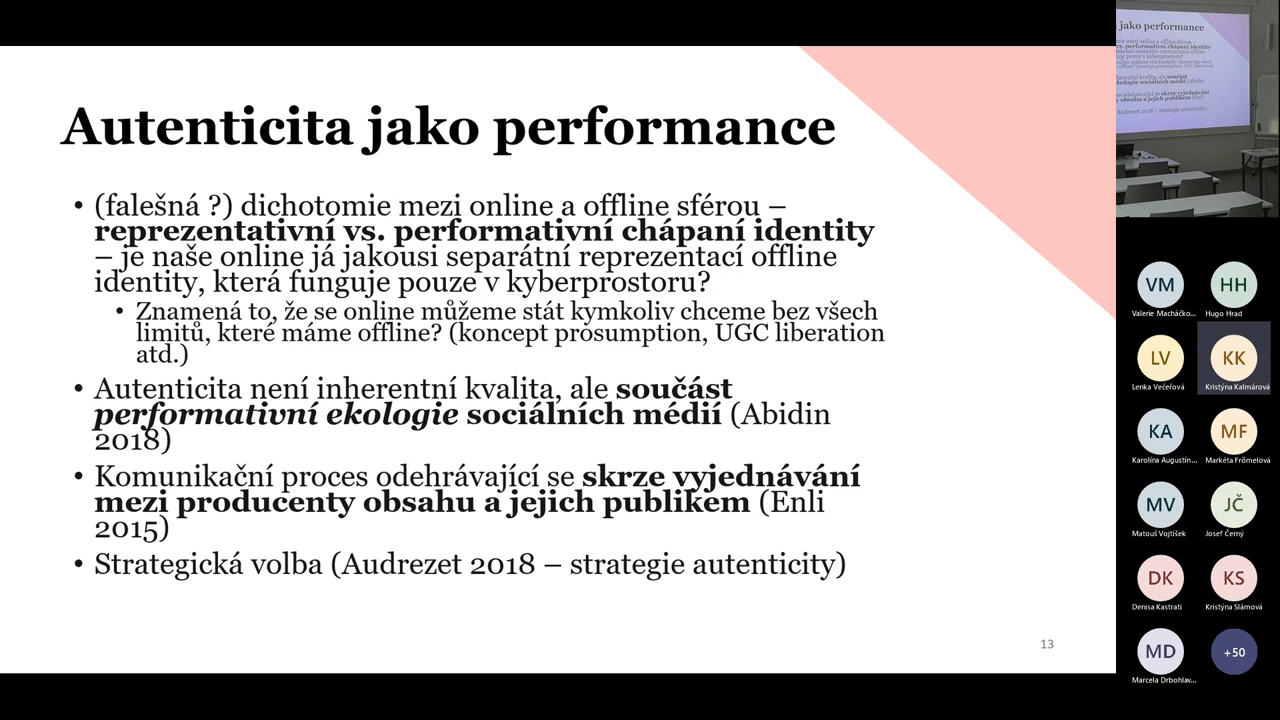 Autenticita jako performance
• (falešná ?) dichotomie mezi online a offline sférou –
reprezentativní vs. performativní chápaní identity
– je naše online já jakousi separátní reprezentací offline
identity, která funguje pouze v kyberprostoru?
• Znamená to, že se online můžeme stát kymkoliv chceme bez všech
limitů, které máme offline? (koncept prosumption, UGC liberation
atd.)
• Autenticita není inherentní kvalita, ale součást
performativní ekologie sociálních médií (Abidin
2018)
• Komunikační proces odehrávající se skrze vyjednávání
mezi producenty obsahu a jejich publikem (Enli
2015)
• Strategická volba (Audrezet 2018 – strategie autenticity)
13
jako performance
VM
HH
Valerie Macháčko...
Hugo Hrad
LV
KK
Lenka Večeřová
Kristýna Kalmárová
KA
MF
Karolína Augustín...
Markéta Frömelová
MV
JČ
Matouš Vojtíšek
Josef Černý
DK
KS
Denisa Kastrati
Kristýna Slámová
MD
+50
Marcela Drbohlav...